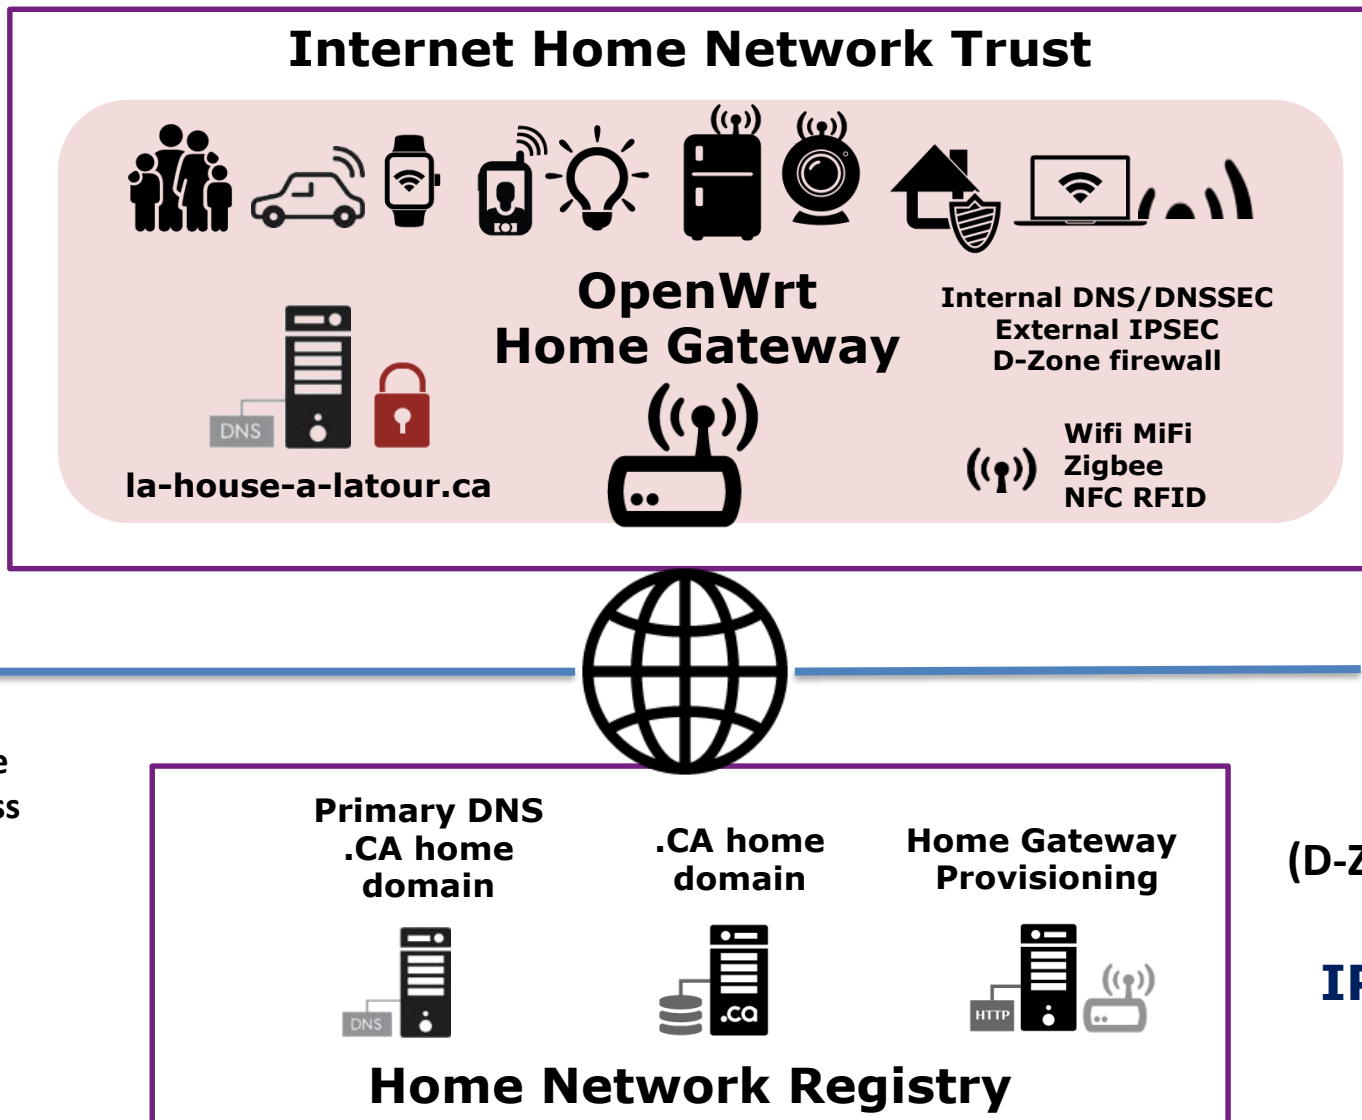 Internet Home Network Trust
OpenWrt
Home Gateway
Internal DNS/DNSSEC
External IPSEC
D-Zone firewall
DNS
la-house-a-latour.ca
Wifi MiFi
Zigbee
NFC RFID
Primary DNS
.CA home
domain
.CA home
domain
Home Gateway
Provisioning
DNS
.ca
HTTP
Home Network Registry